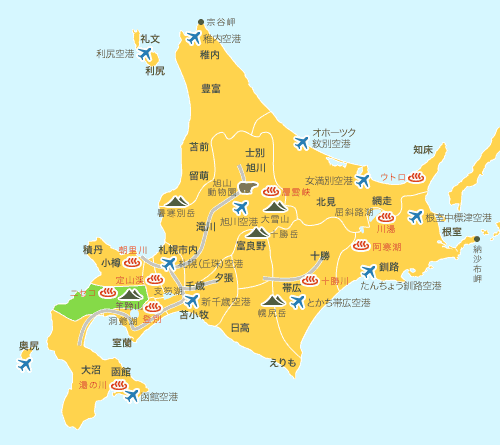 宗谷岬
礼文
利尻空港
稚内空港
利尻
稚内
豊富
オホーツク
紋別空港
苫前
士別
知床
留萌
旭川
女満別空港
ウトロ
旭山
動物園
層雲峡
暑寒別岳
北見
網走
大雪山
屈斜路湖
根室中標津空港
旭川空港
川湯
滝川
十勝岳
根室
納沙布岬
積丹
朝里川
札幌市内
富良野
阿寒湖
小樽
札幌(丘珠)空港
十勝
釧路
定山渓
夕張
十勝川
たんちょう釧路空港
ニセコ
支笏湖
千歳
帯広
羊蹄山
新千歳空港
とかち帯広空港
洞爺湖
登別
苫小牧
幌尻岳
日高
室蘭
奥尻
えりも
大沼
函館
湯の川
函館空港